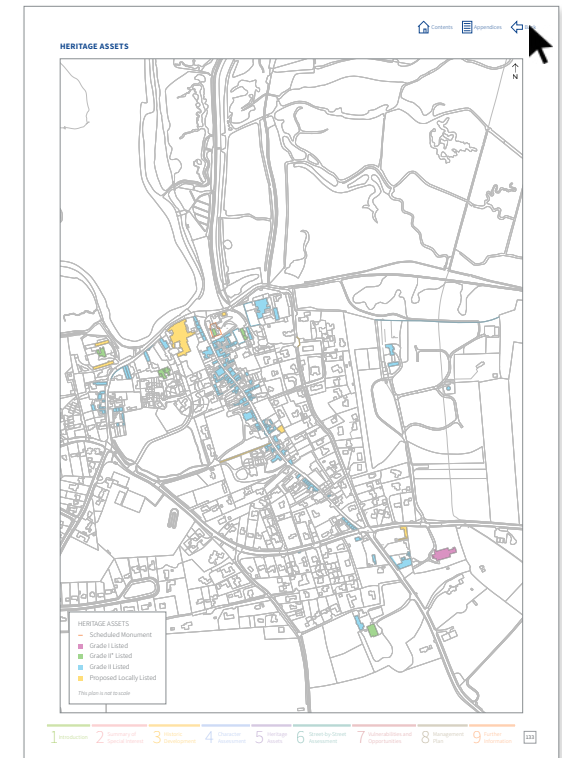 Contents Appendices
HERITAGE ASSETS
N
HERITAGE ASSETS
Scheduled Monument
Grade I Listed
Grade II* Listed
Grade II Listed
Proposed Locally Listed
This plan is not to scale
1 Introduction
2 Summary of Special Interest
3
4 Character Assessment
5 Heritage Assets
6 Street-by-Street Assessment
7 Vulnerabilities and Opportunities
8 Management Plan
9 Further Information
133